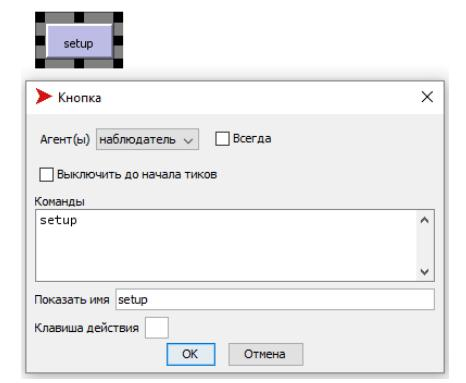 setup
Кнопка
Агент(ы) наблюдатель Всегда
Выключить до начала тиков
Команды
setup
Показать имя setup
Клавиша действия
OK Отмена